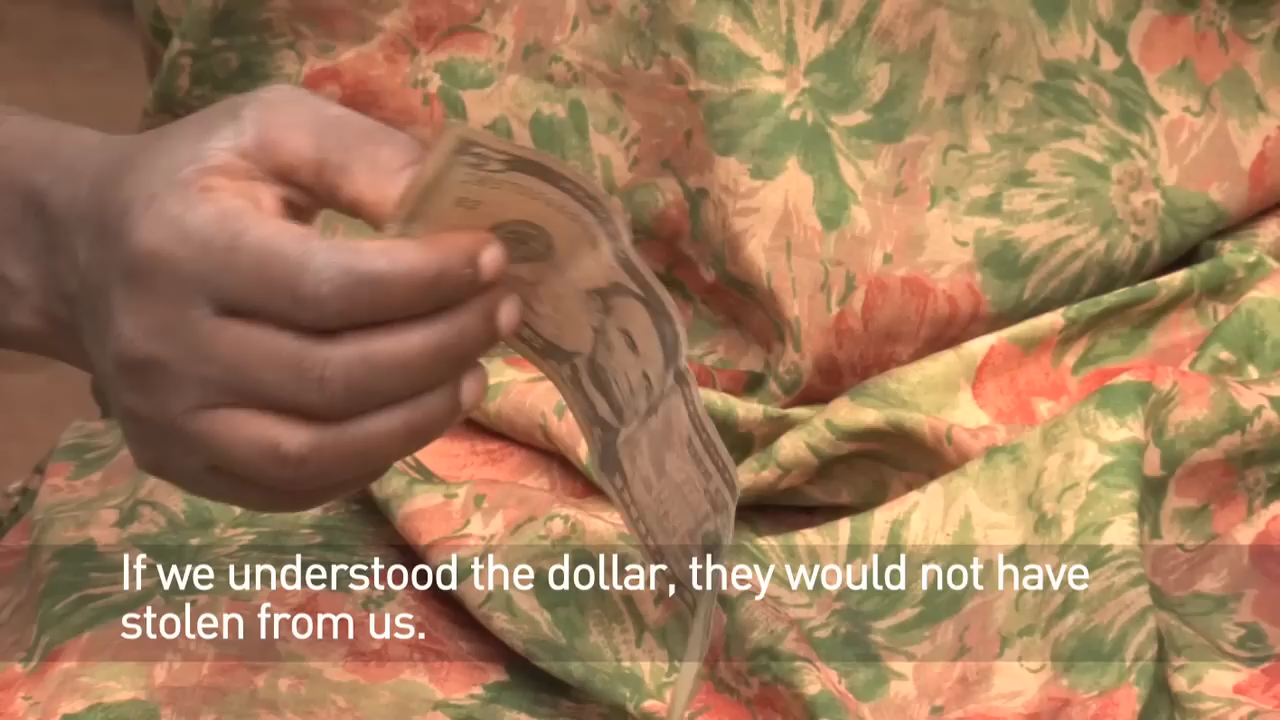 If we understood the dollar, they would not have
stolen from us.